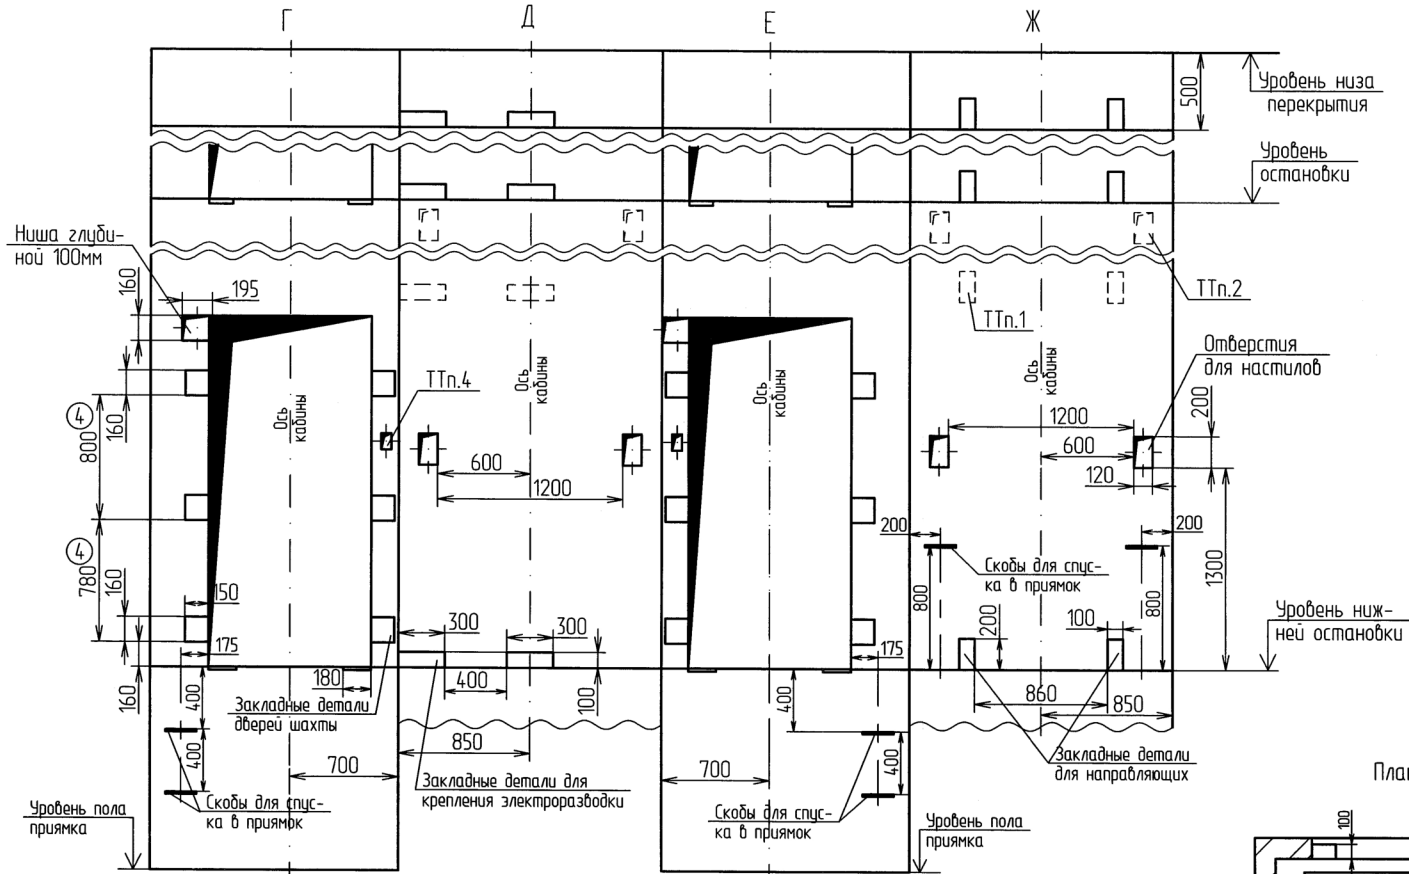 Г
Д
Е
Ж
500
Уровень низа
перекрытия
Уровень
остановки
Ниша глуби-
ной 100мм
160
195
ТТп.2
ТТп.1
Отверстия
для настилов
ТТп.4
Ось
кабины
Ось
кабины
Ось
кабины
Ось
кабины
160
800
4
600
1200
1200
600
200
120
780
4
160
150
175
160
180
400
400
300
300
400
100
850
700
200
200
800
800
1300
Скобы для спус-
ка в приямок
200
100
175
400
400
860
850
Уровень ниж-
ней остановки
Закладные детали
дверей шахты
Закладные детали для
крепления электроразводки
700
Закладные детали
для направляющих
Скобы для спус-
ка в приямок
Скобы для спус-
ка в приямок
Уровень пола
приямка
Уровень пола
приямка
План
100